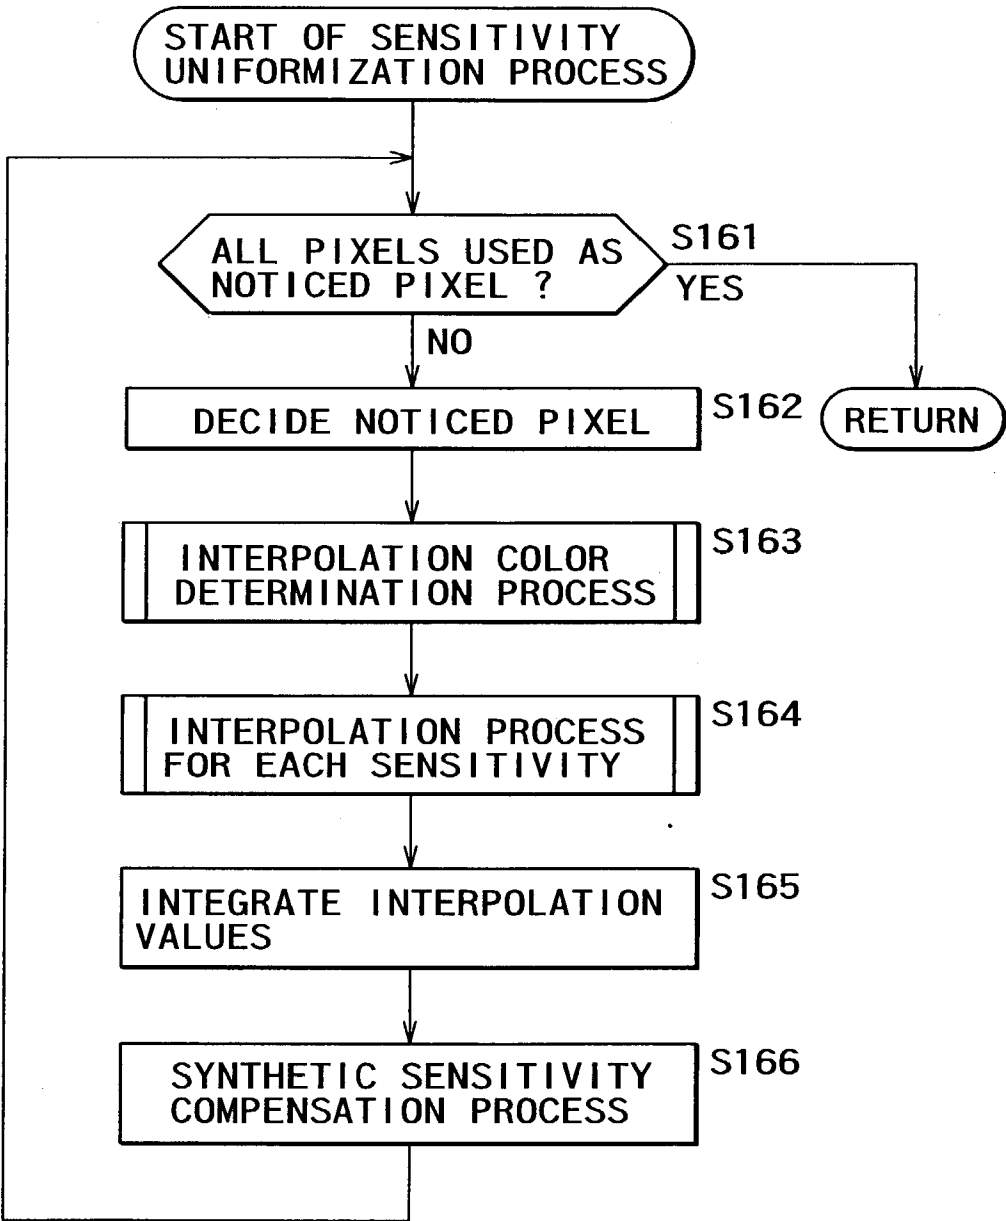 START OF SENSITIVITY
UNIFORMIZATION PROCESS
ALL PIXELS USED AS
NOTICED PIXEL ?
S161
YES
NO
DECIDE NOTICED PIXEL
S162
RETURN
INTERPOLATION COLOR
DETERMINATION PROCESS
S163
INTERPOLATION PROCESS
FOR EACH SENSITIVITY
S164
INTEGRATE INTERPOLATION
VALUES
S165
SYNTHETIC SENSITIVITY
COMPENSATION PROCESS
S166